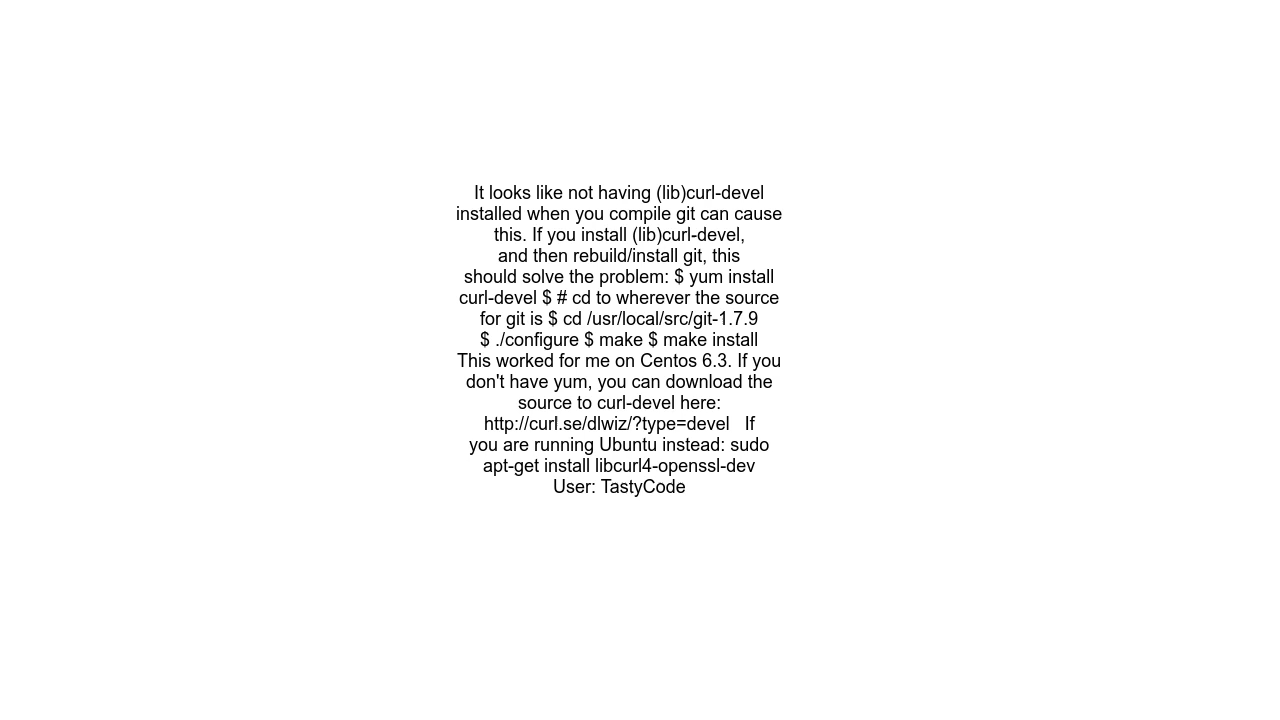 It looks like not having (lib)curl-devel
installed when you compile git can cause
this. If you install (lib)curl-devel,
and then rebuild/install git, this
should solve the problem: $ yum install
curl-devel $ # cd to wherever the source
for git is $ cd /usr/local/src/git-1.7.9
$ ./configure $ make $ make install
This worked for me on Centos 6.3. If you
don't have yum, you can download the
source to curl-devel here:
http://curl.se/dlwiz/?type=devel   If
you are running Ubuntu instead: sudo
apt-get install libcurl4-openssl-dev
User: TastyCode